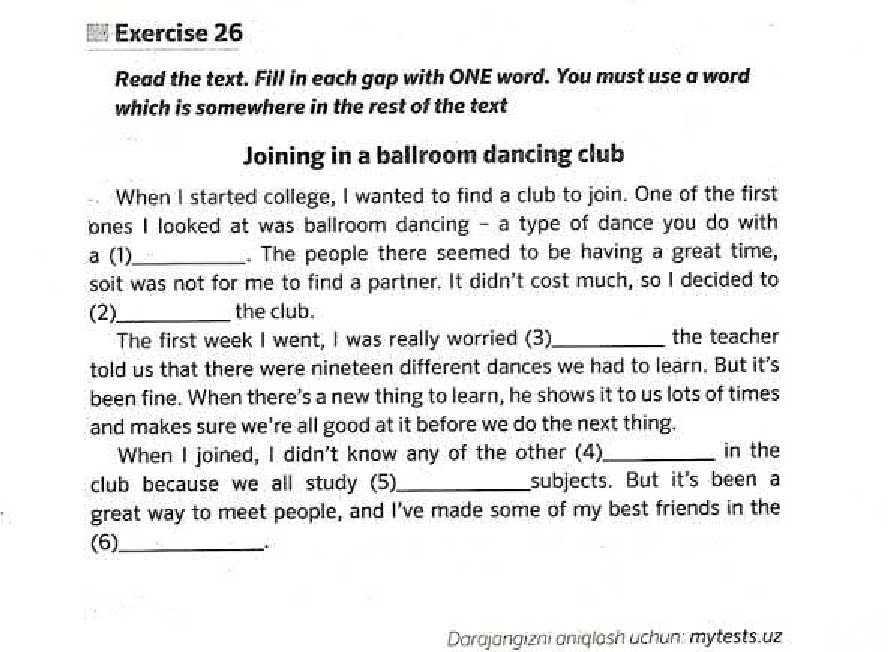 Exercise 26
Read the text. Fill in each gap with ONE word. You must use a word
which is somewhere in the rest of the text
Joining in a ballroom dancing club
When I started college, I wanted to find a club to join. One of the first
ones I looked at was ballroom dancing – a type of dance you do with
a (1)__________. The people there seemed to be having a great time,
soit was not for me to find a partner. It didn't cost much, so I decided to
(2)__________ the club.
The first week I went, I was really worried (3)__________ the teacher
told us that there were nineteen different dances we had to learn. But it's
been fine. When there's a new thing to learn, he shows it to us lots of times
and makes sure we're all good at it before we do the next thing.
When I joined, I didn't know any of the other (4)__________ in the
club because we all study (5)____________subjects. But it's been a
great way to meet people, and I've made some of my best friends in the
(6)_____________.
Darajangizni aniqlash uchun: mytests.uz